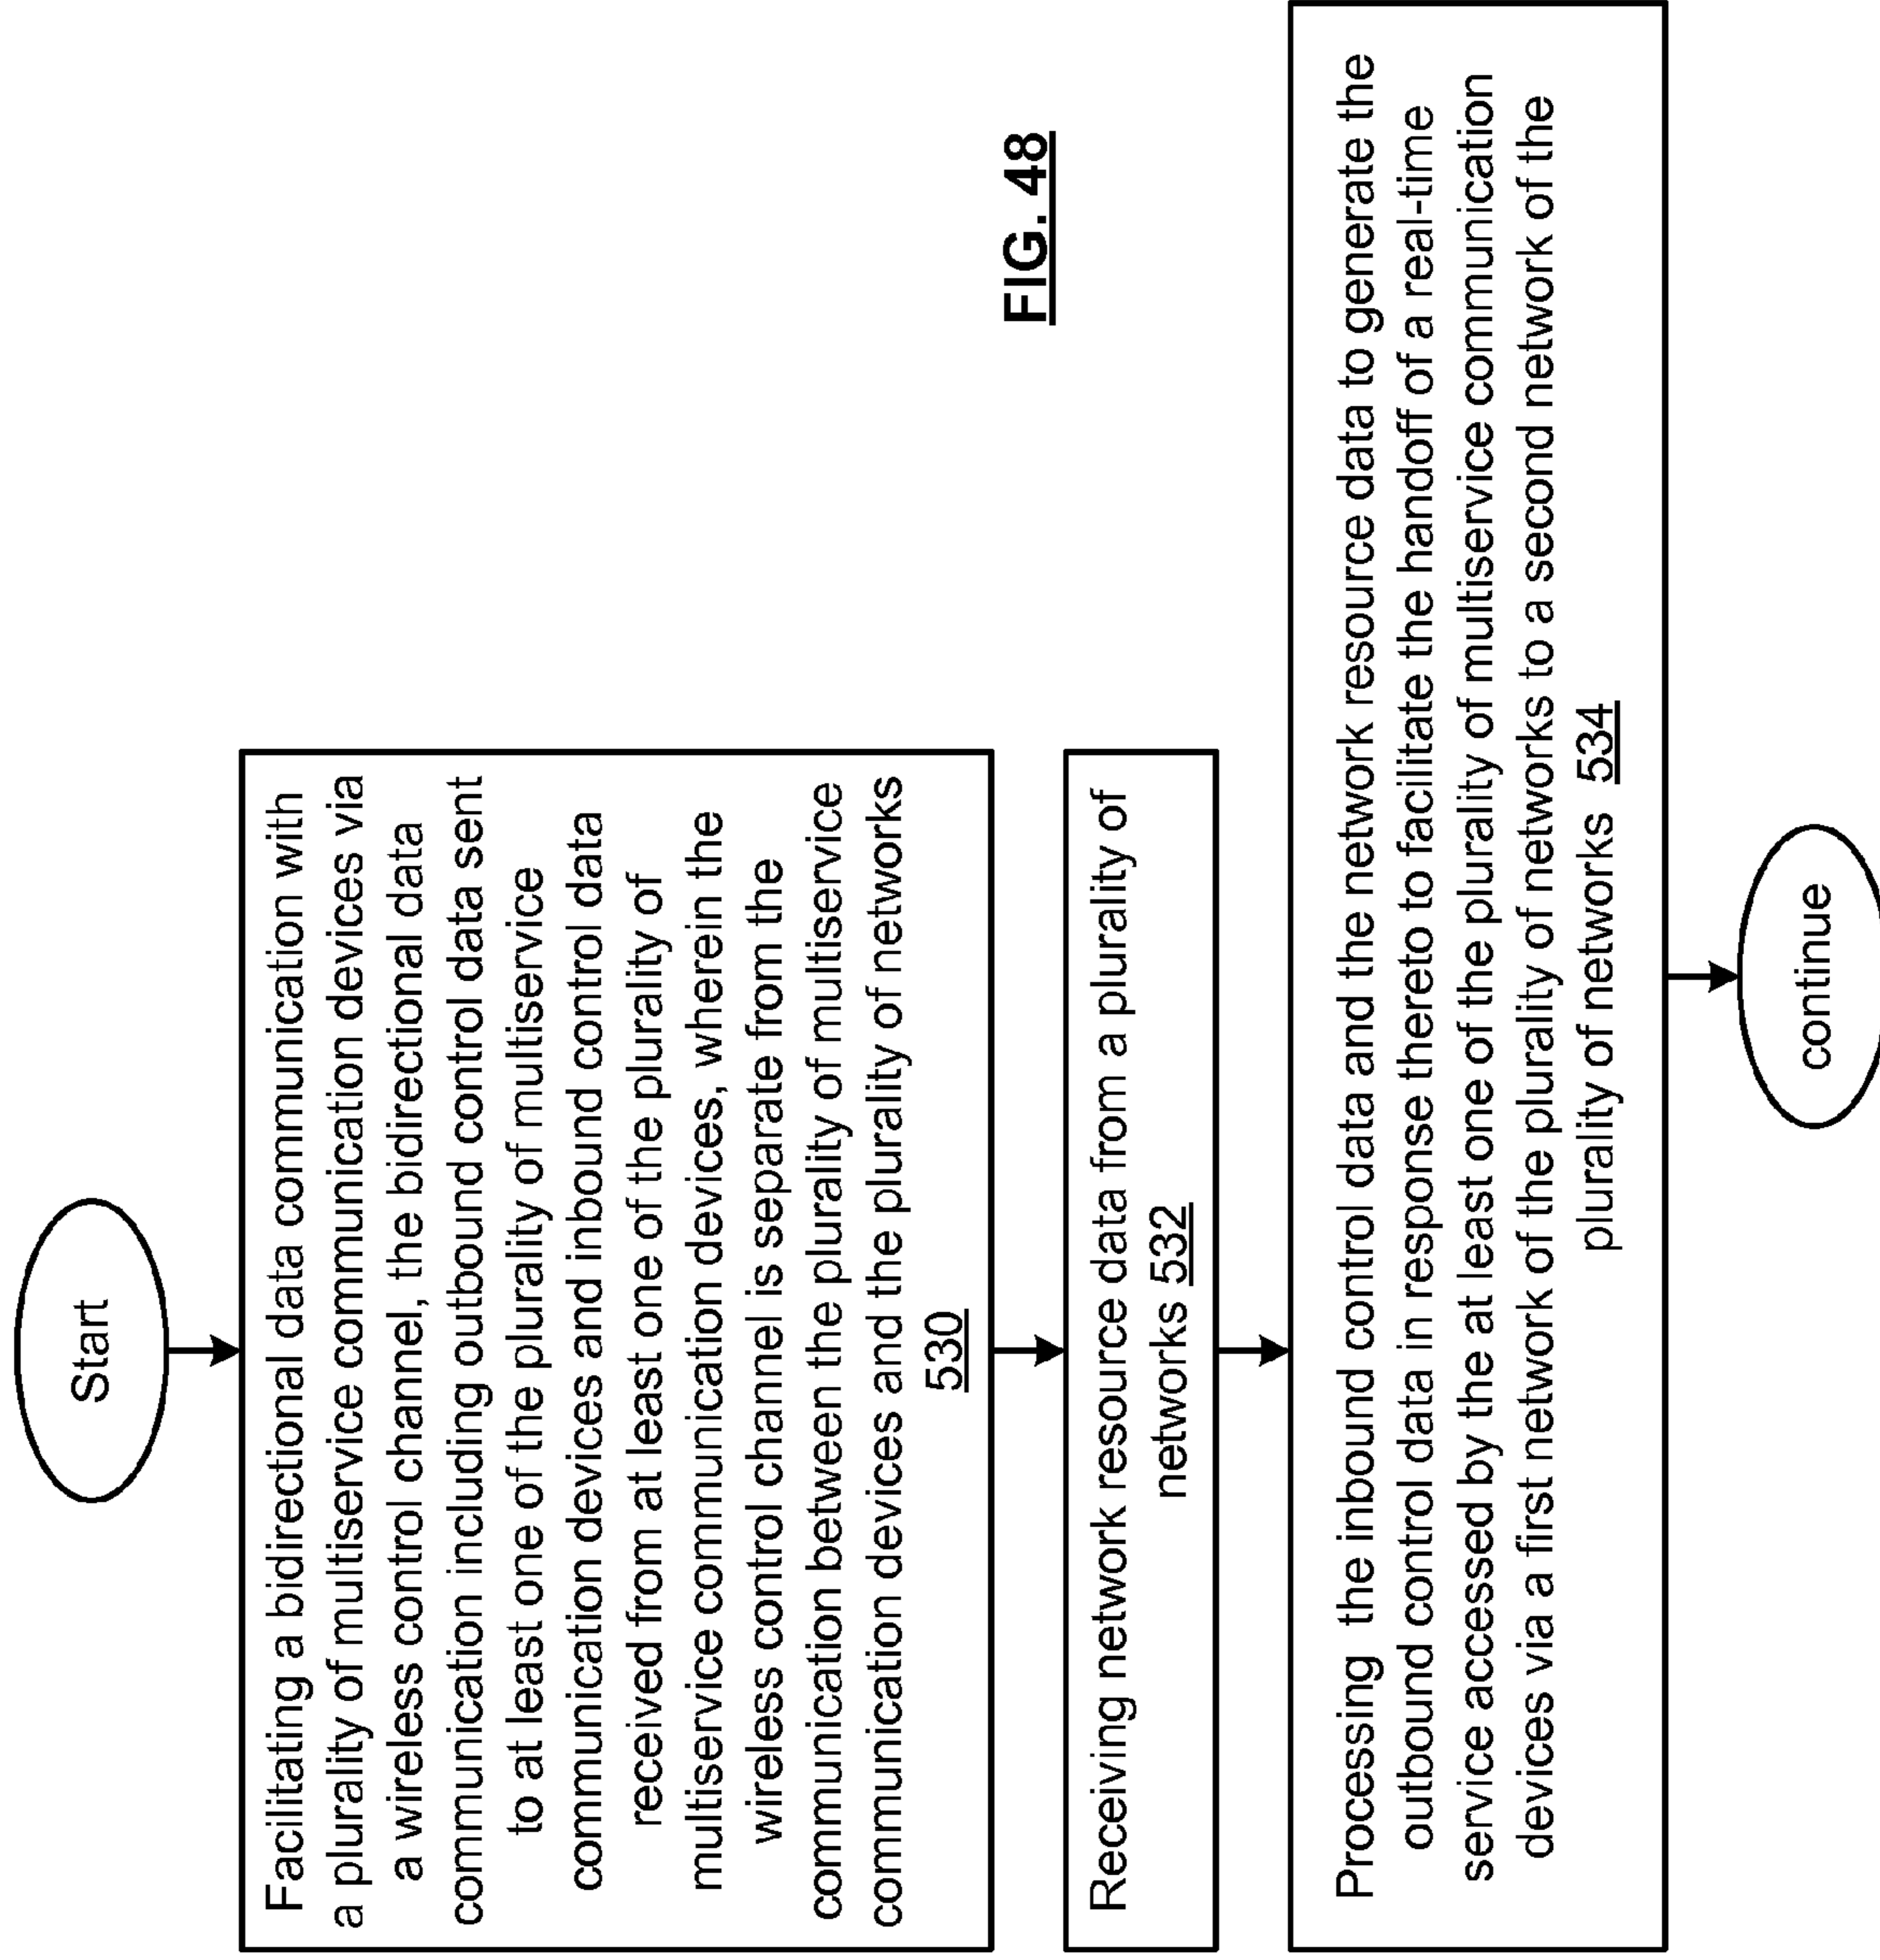 Start
Facilitating a bidirectional data communication with
a plurality of multiservice communication devices via
a wireless control channel, the bidirectional data
communication including outbound control data sent
to at least one of the plurality of multiservice
communication devices and inbound control data
received from at least one of the plurality of
multiservice communication devices, wherein the
wireless control channel is separate from the
communication between the plurality of multiservice
communication devices and the plurality of networks
530
Receiving network resource data from a plurality of
networks 532
Processing the inbound control data and the network resource data to generate the
outbound control data in response thereto to facilitate the handoff of a real-time
service accessed by the at least one of the plurality of multiservice communication
devices via a first network of the plurality of networks to a second network of the
plurality of networks 534
continue
FIG. 48